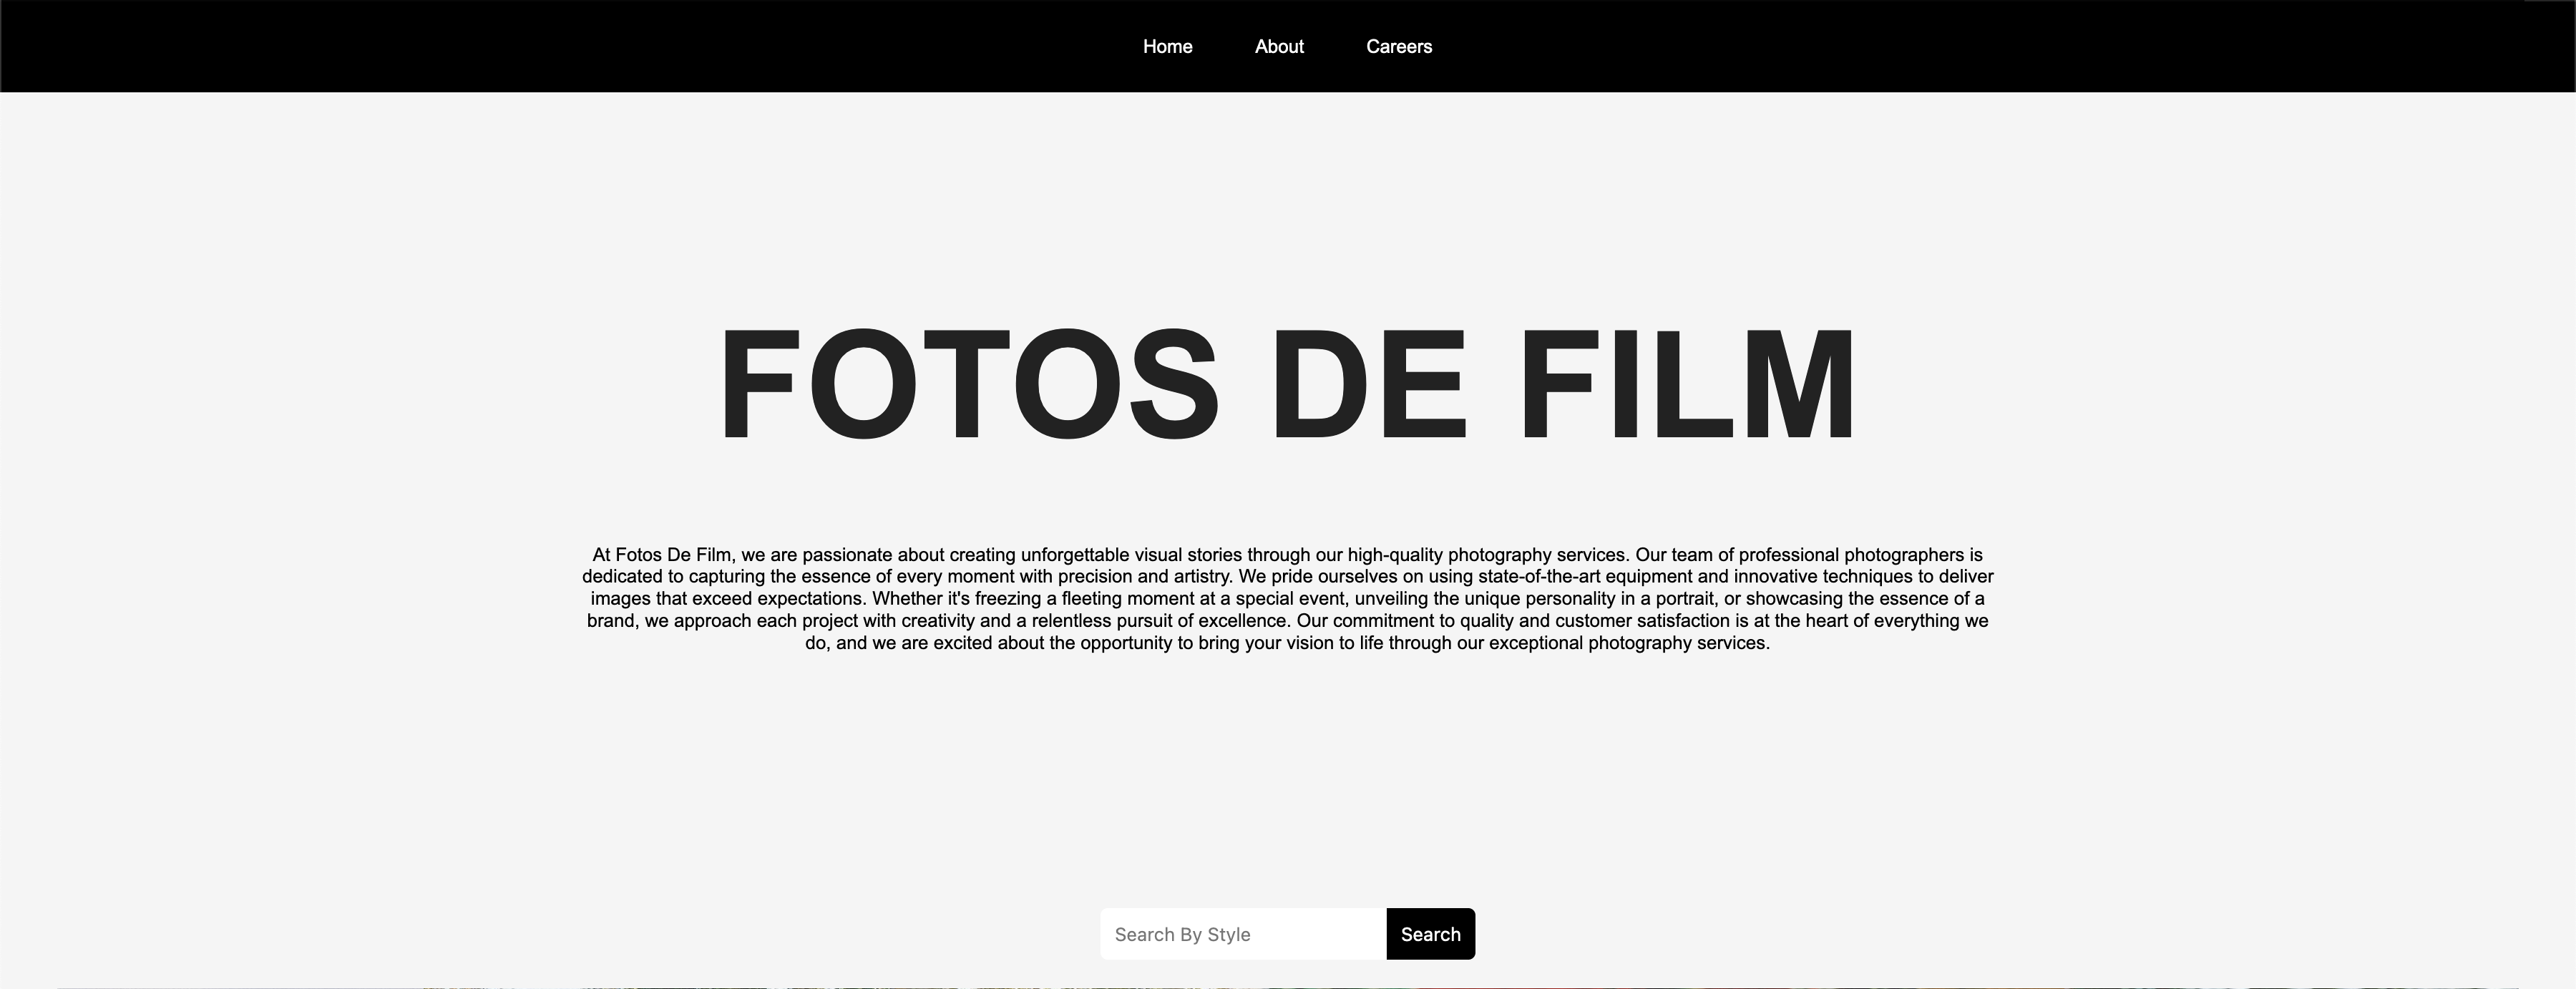 Home About Careers
FOTOS DE FILM
At Fotos De Film, we are passionate about creating unforgettable visual stories through our high-quality photography services. Our team of professional photographers is
dedicated to capturing the essence of every moment with precision and artistry. We pride ourselves on using state-of-the-art equipment and innovative techniques to deliver
images that exceed expectations. Whether it's freezing a fleeting moment at a special event, unveiling the unique personality in a portrait, or showcasing the essence of a
brand, we approach each project with creativity and a relentless pursuit of excellence. Our commitment to quality and customer satisfaction is at the heart of everything we
do, and we are excited about the opportunity to bring your vision to life through our exceptional photography services.
Search By Style Search